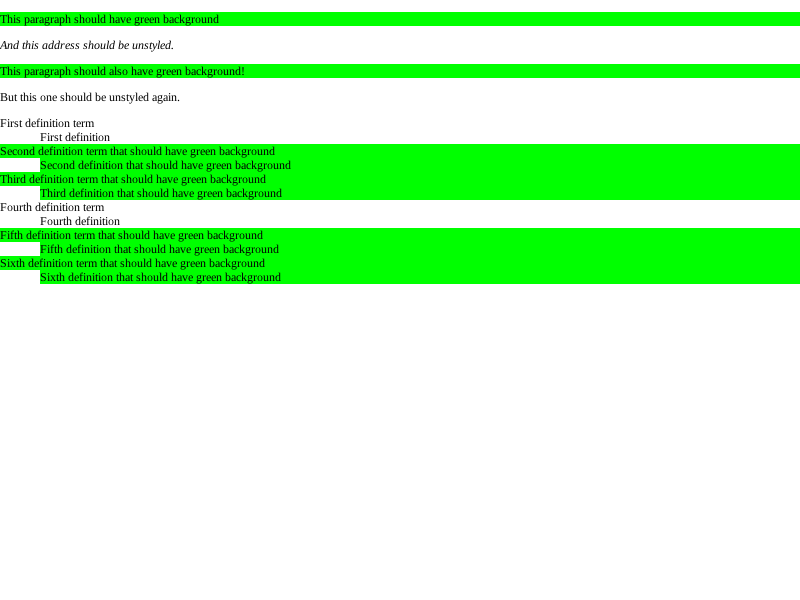 This paragraph should have green background
And this address should be unstyled.
This paragraph should also have green background!
But this one should be unstyled again.
First definition term
First definition
Second definition term that should have green background
Second definition that should have green background
Third definition term that should have green background
Third definition that should have green background
Fourth definition term
Fourth definition
Fifth definition term that should have green background
Fifth definition that should have green background
Sixth definition term that should have green background
Sixth definition that should have green background